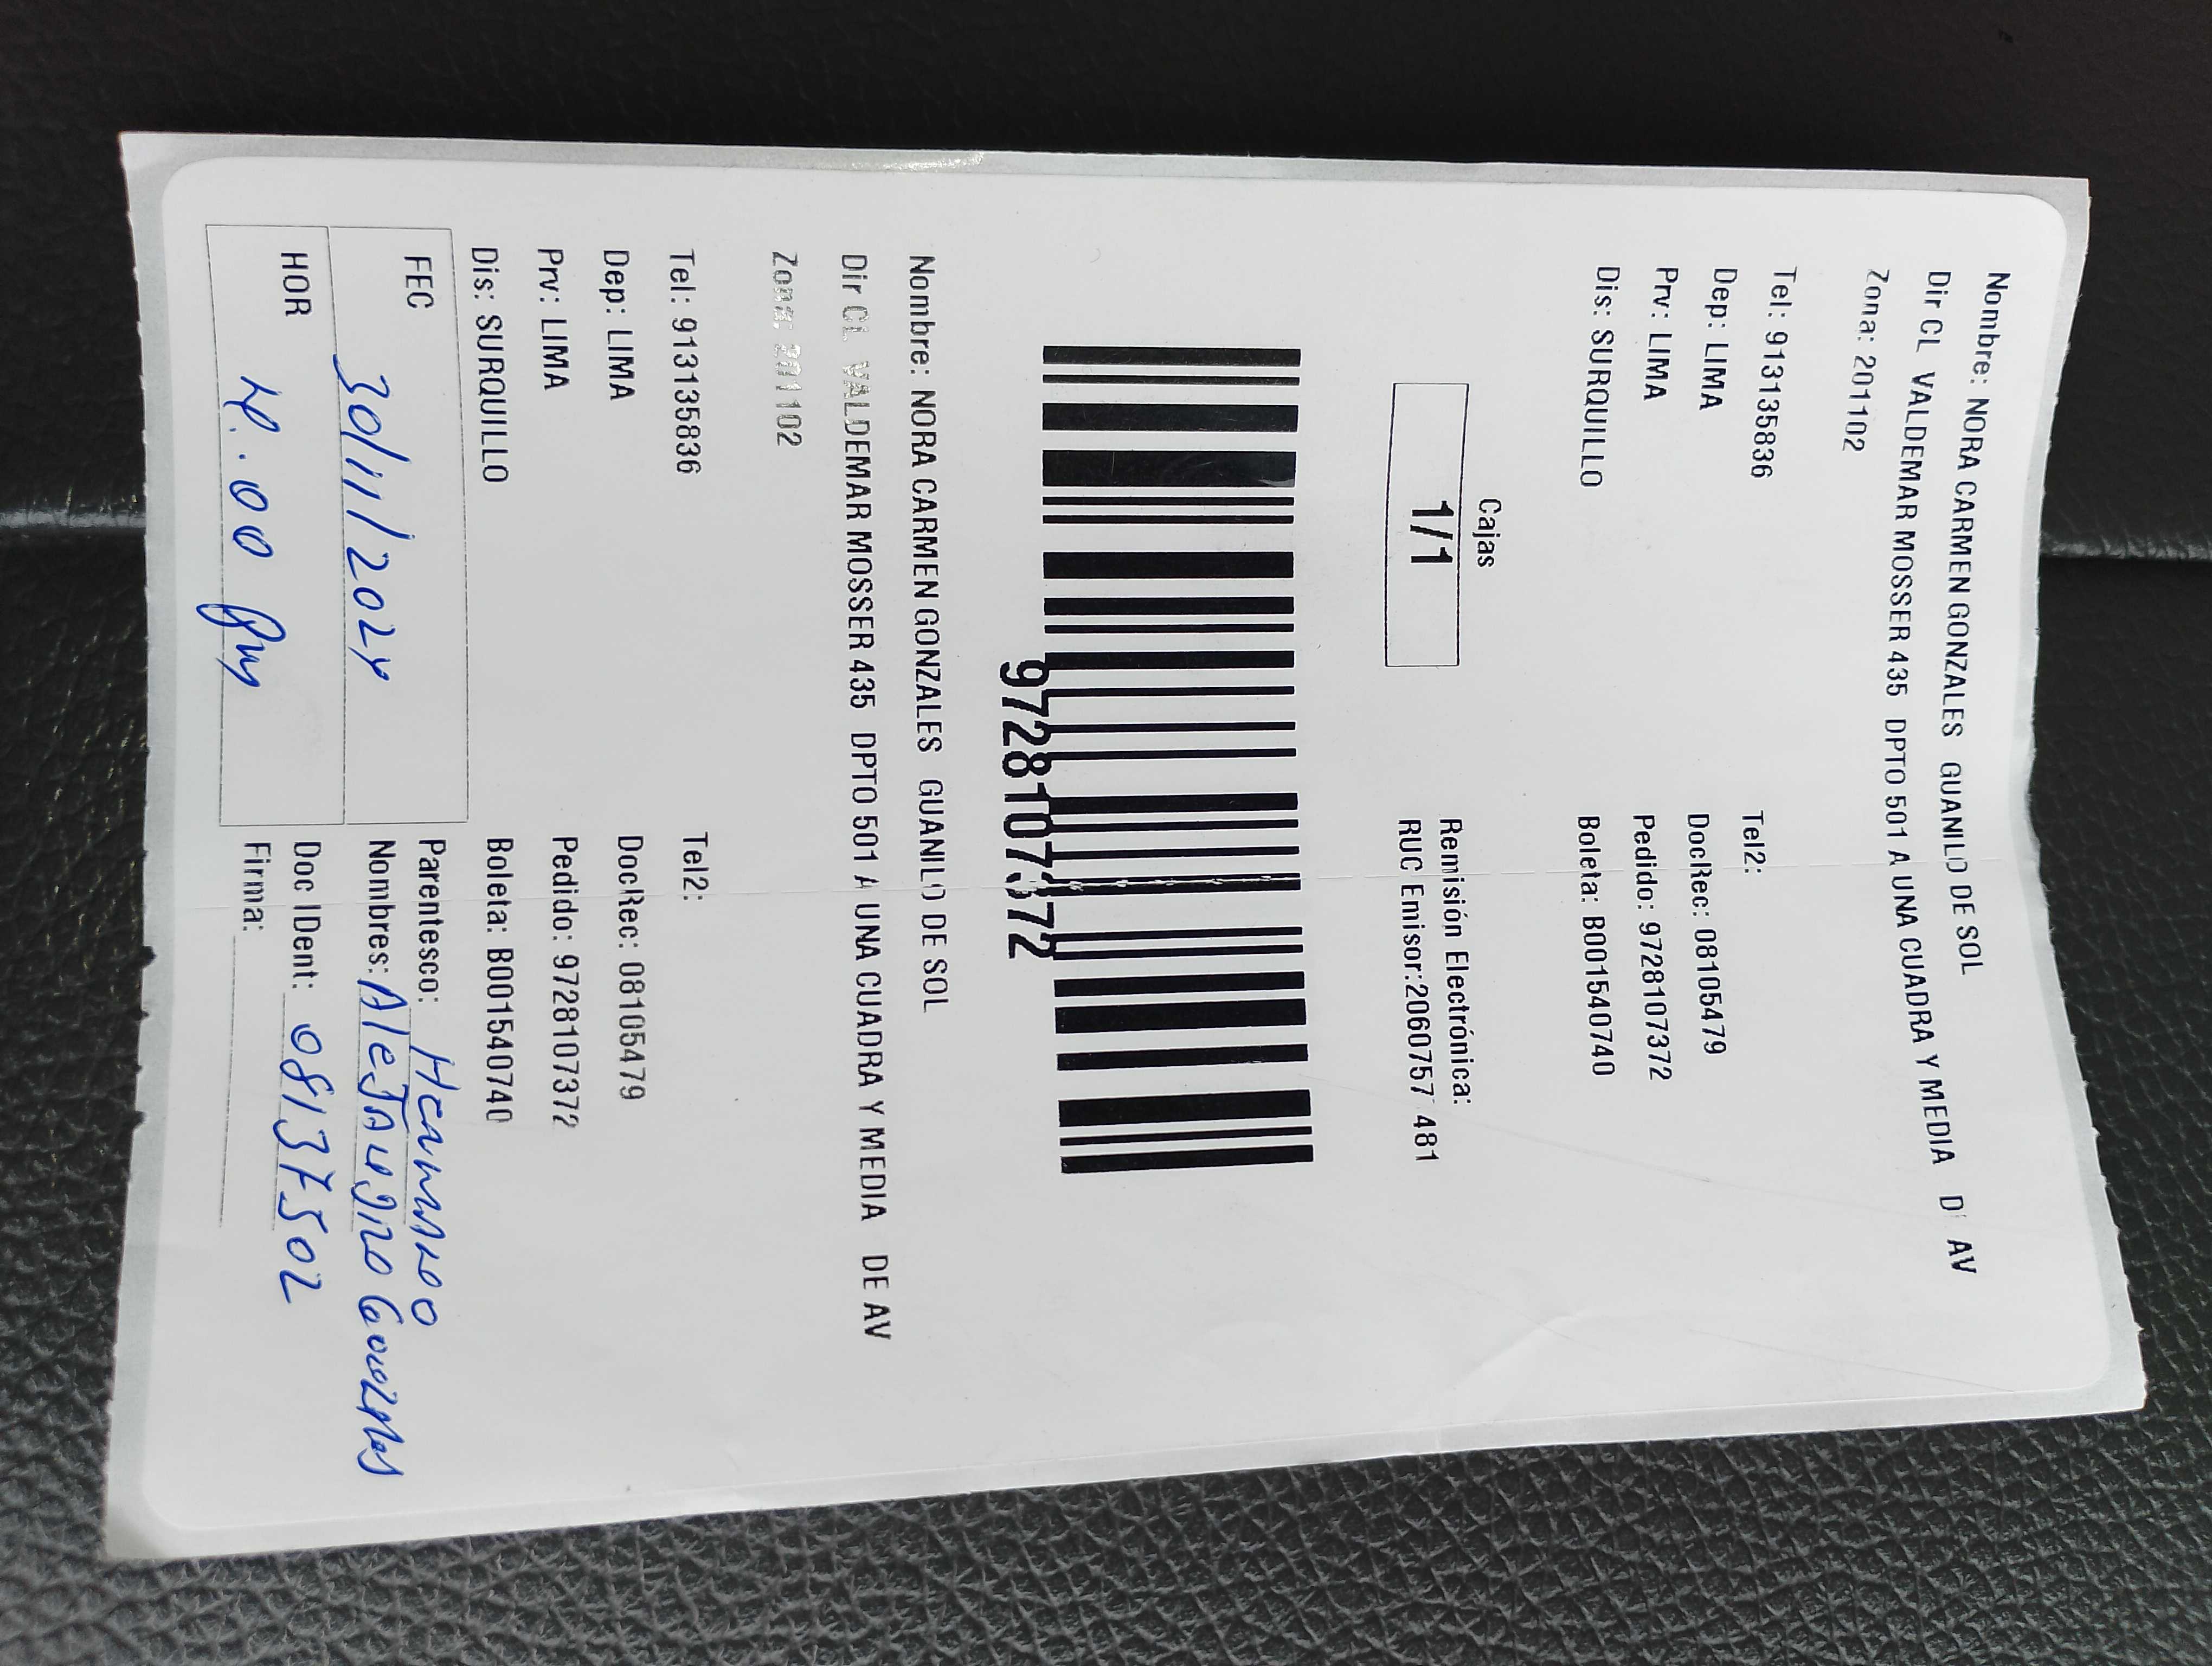 Nombre: NORA CARMEN GONZALES GUANILO DE SOL
Dir CL VALDEMAR MOSSER 435 DPTO 501 A UNA CUADRA Y MEDIA D AV
Zona: 201102
Tel: 913135836 Tel2:
Dep: LIMA DocRec: 08105479
Prv: LIMA Pedido: 9728107372
Dis: SURQUILLO Boleta: B001540740
Cajas Remisión Electrónica:
1/1 RUC Emisor:2060757 481
9728107372
Nombre: NORA CARMEN GONZALES GUANILO DE SOL
Dir CL VALDEMAR MOSSER 435 DPTO 501 A UNA CUADRA Y MEDIA DE AV
Zona: 201102
Tel: 913135836 Tel2:
Dep: LIMA DocRec: 08105479
Prv: LIMA Pedido: 9728107372
Dis: SURQUILLO Boleta: B001540740
FEC 30/11/2024 Parentesco: Hermano
Nombres: Alejandro Gonzales
HOR 4.00 pm Doc IDent: 08137502
Firma: